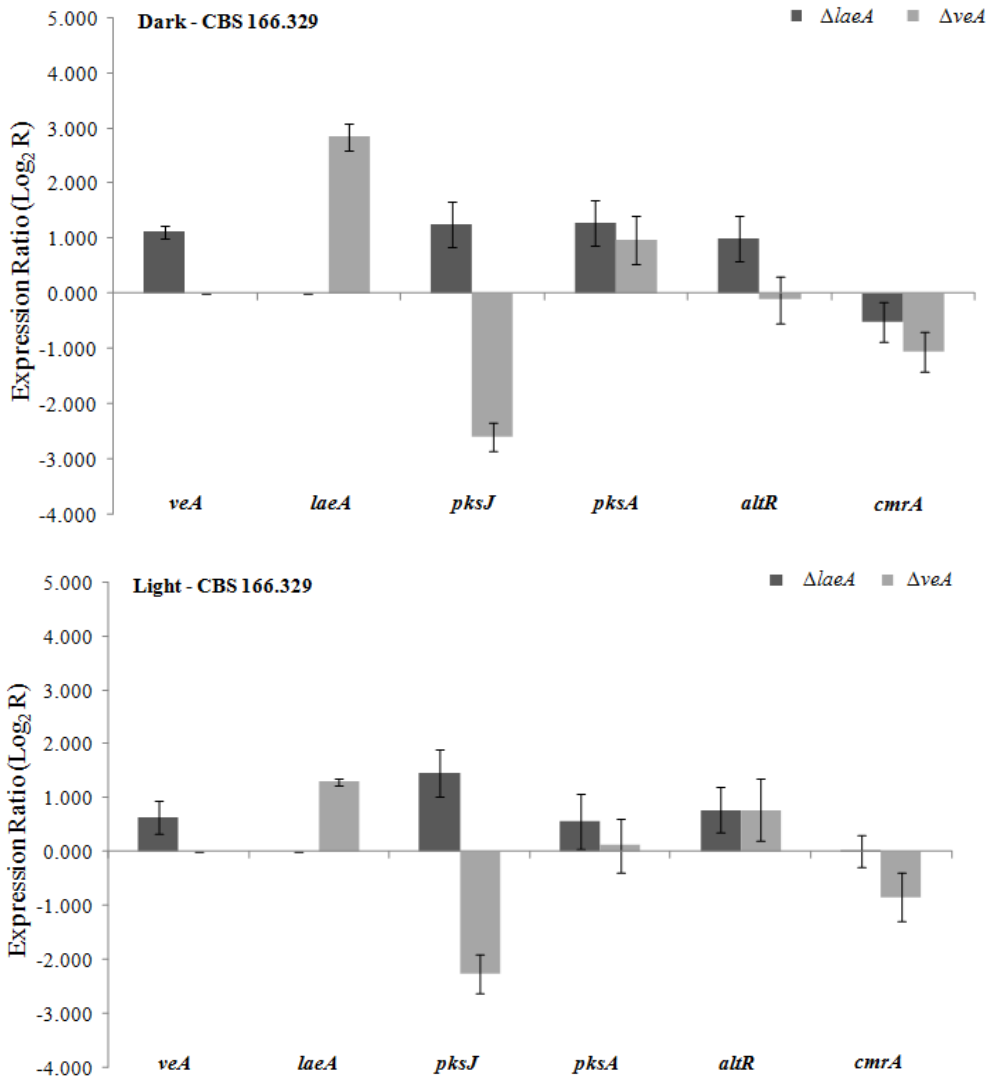 Dark - CBS 166.329
ΔlaeA ΔveA
Expression Ratio (Log₂ R)
5.000
4.000
3.000
2.000
1.000
0.000
-1.000
-2.000
-3.000
-4.000
veA laeA pksJ pksA altR cmrA
Light - CBS 166.329
ΔlaeA ΔveA
Expression Ratio (Log₂ R)
5.000
4.000
3.000
2.000
1.000
0.000
-1.000
-2.000
-3.000
-4.000
veA laeA pksJ pksA altR cmrA